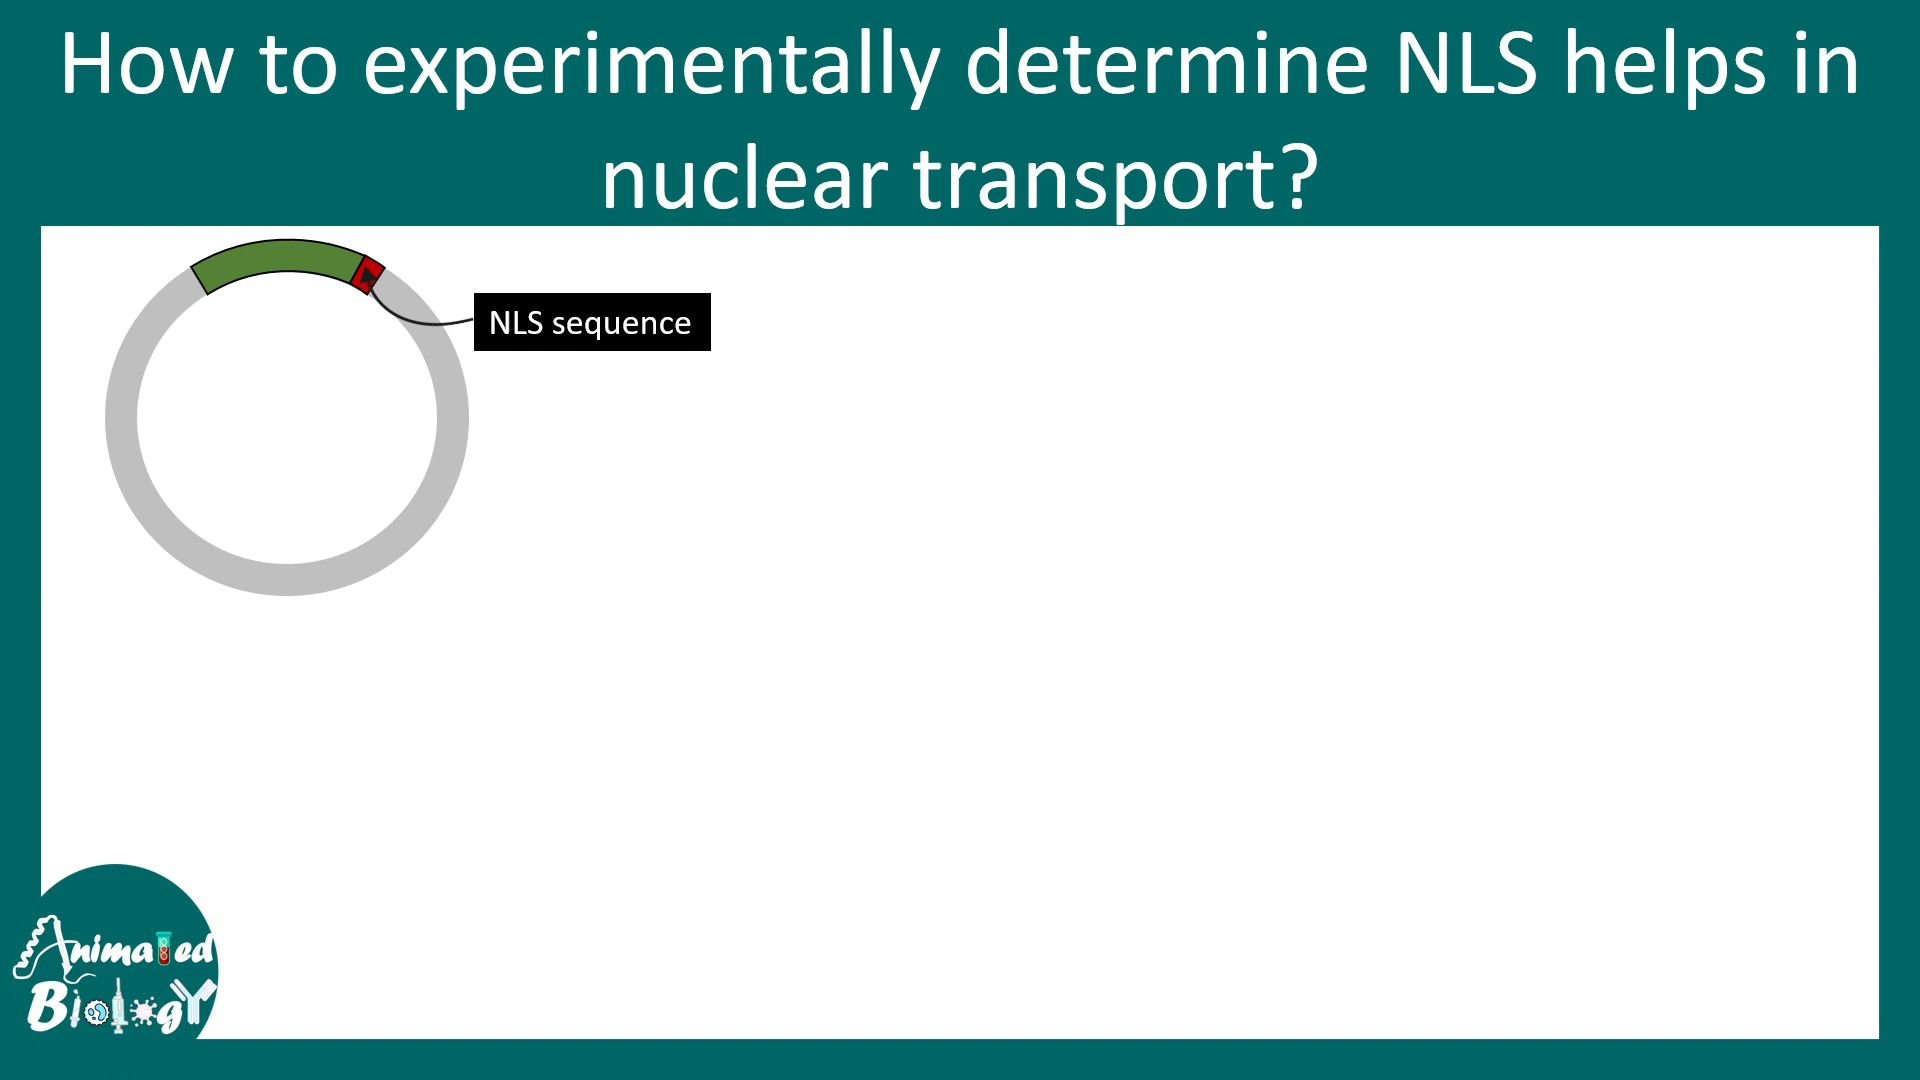 How to experimentally determine NLS helps in
nuclear transport?
NLS sequence
Animated
Biology